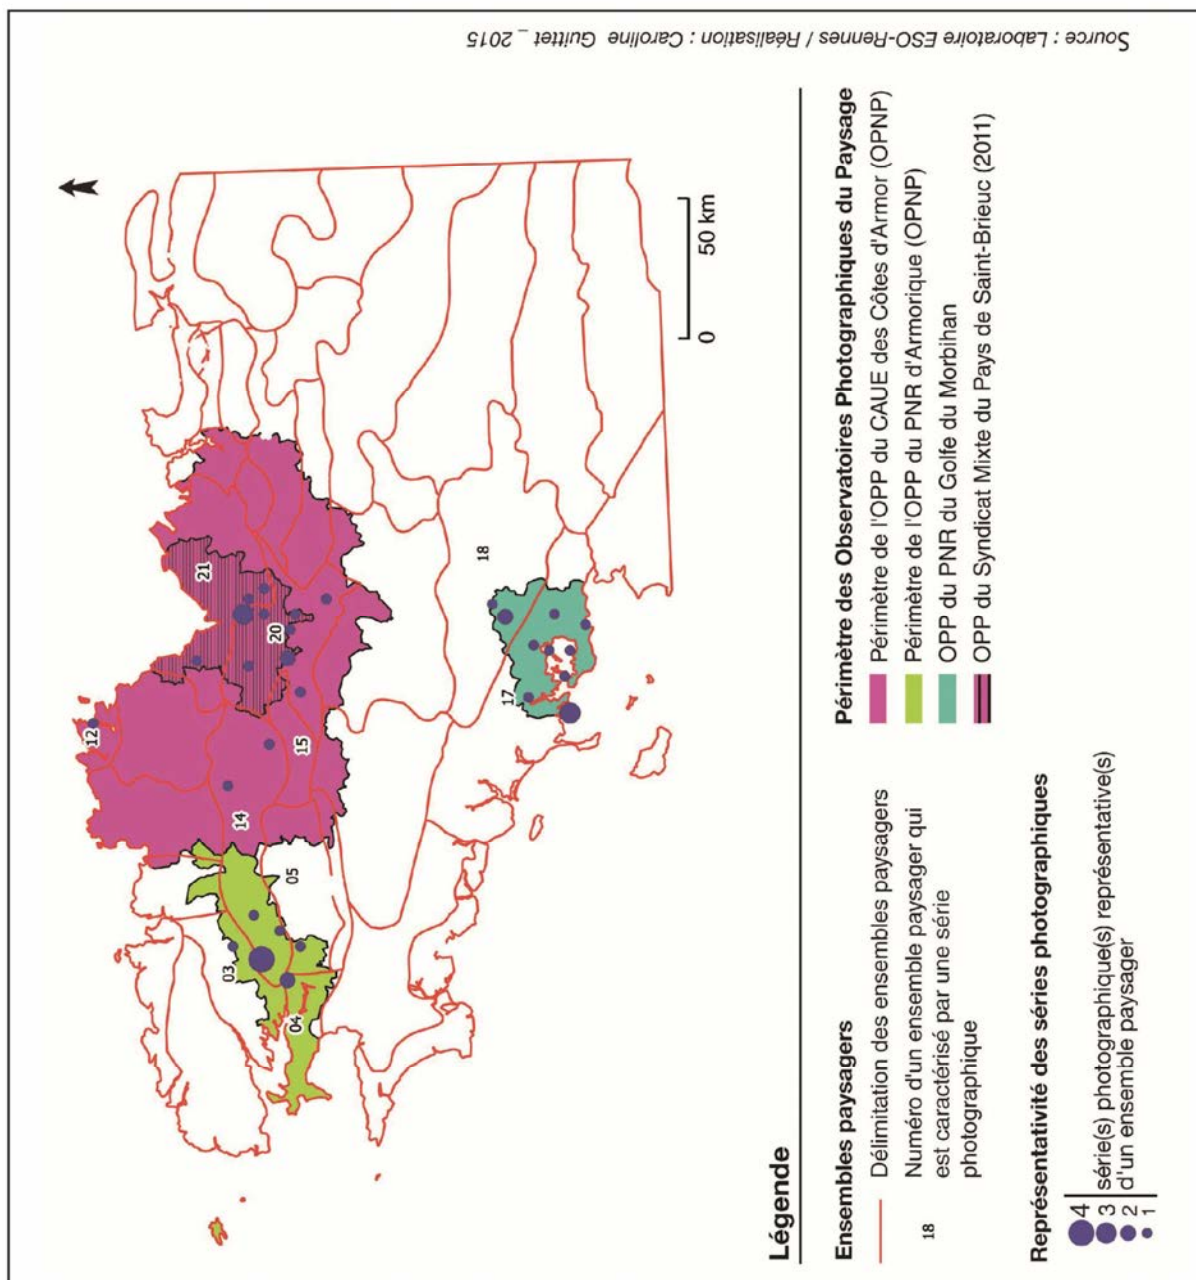 12
21
20
14
15
03
05
04
18
17
0 50 km
Légende
Ensembles paysagers
Délimitation des ensembles paysagers
18 Numéro d'un ensemble paysager qui
est caractérisé par une série
photographique
Représentativité des séries photographiques
4
3
2
1
série(s) photographique(s) représentative(s)
d'un ensemble paysager
Périmètre des Observatoires Photographiques du Paysage
Périmètre de l'OPP du CAUE des Côtes d'Armor (OPNP)
Périmètre de l'OPP du PNR d'Armorique (OPNP)
OPP du PNR du Golfe du Morbihan
OPP du Syndicat Mixte du Pays de Saint-Brieuc (2011)
Source : Laboratoire ESO-Rennes / Réalisation : Caroline Guittet _ 2015